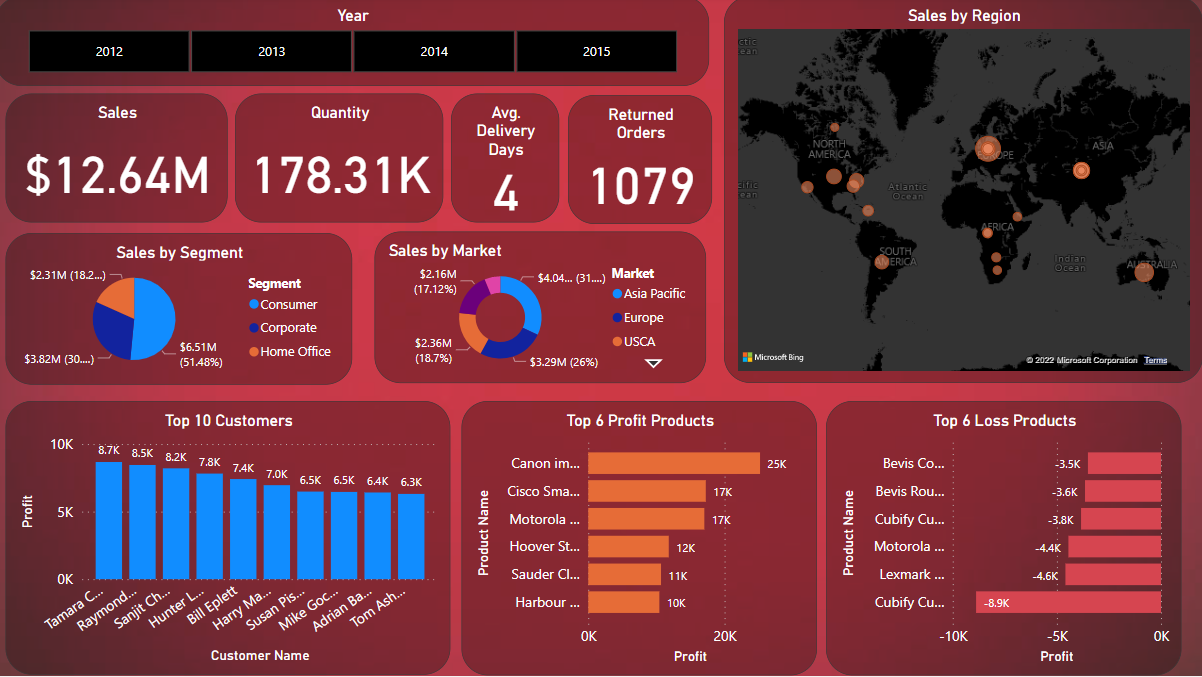 Year
2012
2013
2014
2015
Sales
$12.64M
Quantity
178.31K
Avg.
Delivery
Days
4
Returned
Orders
1079
Sales by Region
NORTH
AMERICA
EUROPE
ASIA
Atlantic
Ocean
AFRICA
SOUTH
AMERICA
Indian
Ocean
AUSTRALIA
Microsoft Bing
© 2022 Microsoft Corporation
Terms
Sales by Segment
$2.31M (18.2...)
$3.82M (30....)
$6.51M
(51.48%)
Segment
Consumer
Corporate
Home Office
Sales by Market
$2.16M
(17.12%)
$4.04... (31....)
$2.36M
(18.7%)
$3.29M (26%)
Market
Asia Pacific
Europe
USCA
Top 10 Customers
Profit
10K
5K
0K
8.7K
8.5K
8.2K
7.8K
7.4K
7.0K
6.5K
6.5K
6.4K
6.3K
Tamara C...
Raymond...
Sanjit Ch...
Hunter L...
Bill Eplett
Harry Ma...
Susan Pis...
Mike Goc...
Adrian Ba...
Tom Ash...
Customer Name
Top 6 Profit Products
Product Name
Canon im...
25K
Cisco Sma...
17K
Motorola ...
17K
Hoover St...
12K
Sauder Cl...
11K
Harbour ...
10K
0K
20K
Profit
Top 6 Loss Products
Product Name
Bevis Co...
-3.5K
Bevis Rou...
-3.6K
Cubify Cu...
-3.8K
Motorola ...
-4.4K
Lexmark ...
-4.6K
Cubify Cu...
-8.9K
-10K
-5K
0K
Profit